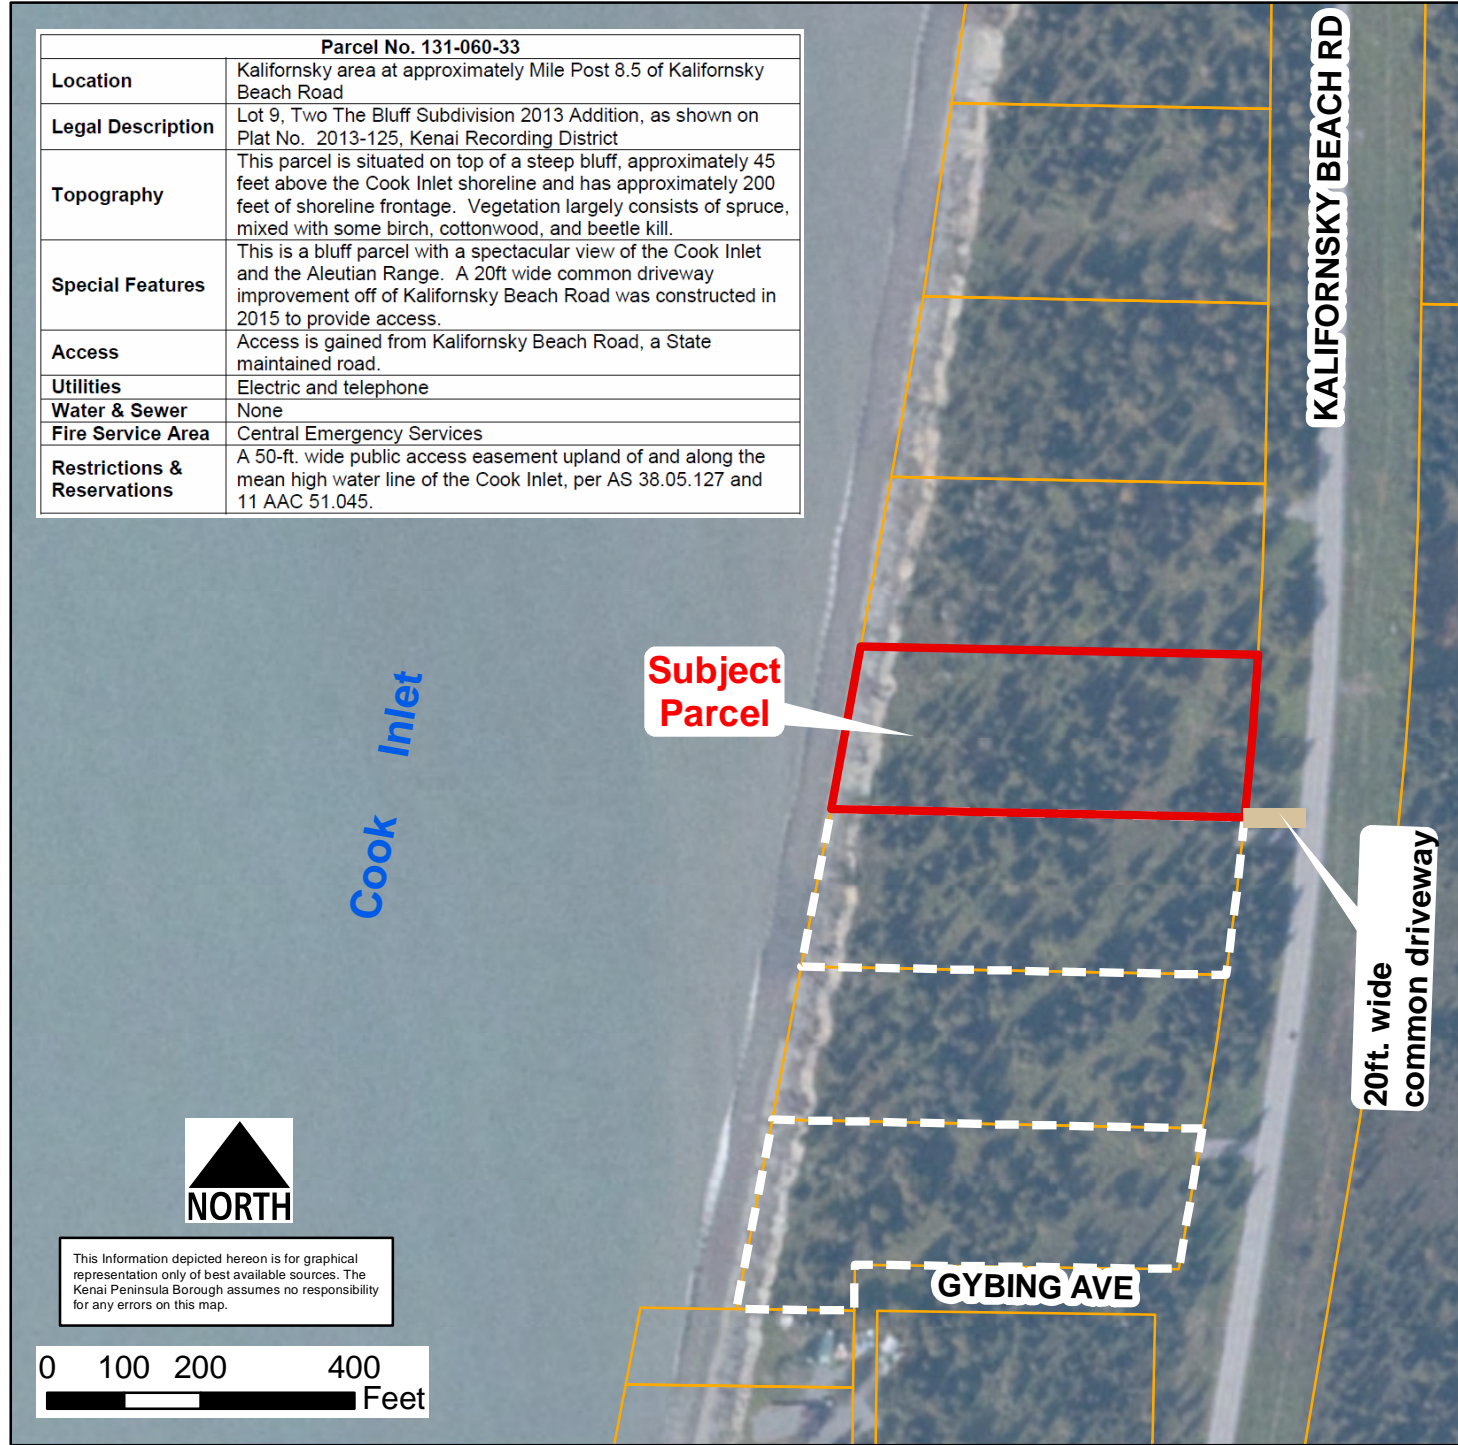 Parcel No. 131-060-33
Location
Kalifornsky area at approximately Mile Post 8.5 of Kalifornsky
Beach Road
Legal Description
Lot 9, Two The Bluff Subdivision 2013 Addition, as shown on
Plat No. 2013-125, Kenai Recording District
Topography
This parcel is situated on top of a steep bluff, approximately 45
feet above the Cook Inlet shoreline and has approximately 200
feet of shoreline frontage. Vegetation largely consists of spruce,
mixed with some birch, cottonwood, and beetle kill.
Special Features
This is a bluff parcel with a spectacular view of the Cook Inlet
and the Aleutian Range. A 20ft wide common driveway
improvement off of Kalifornsky Beach Road was constructed in
2015 to provide access.
Access
Access is gained from Kalifornsky Beach Road, a State
maintained road.
Utilities
Electric and telephone
Water & Sewer
None
Fire Service Area
Central Emergency Services
Restrictions &
Reservations
A 50-ft. wide public access easement upland of and along the
mean high water line of the Cook Inlet, per AS 38.05.127 and
11 AAC 51.045.
KALIFORNSKY BEACH RD
Subject
Parcel
Cook Inlet
20ft. wide
common driveway
GYBING AVE
NORTH
This Information depicted hereon is for graphical
representation only of best available sources. The
Kenai Peninsula Borough assumes no responsibility
for any errors on this map.
0 100 200 400
Feet